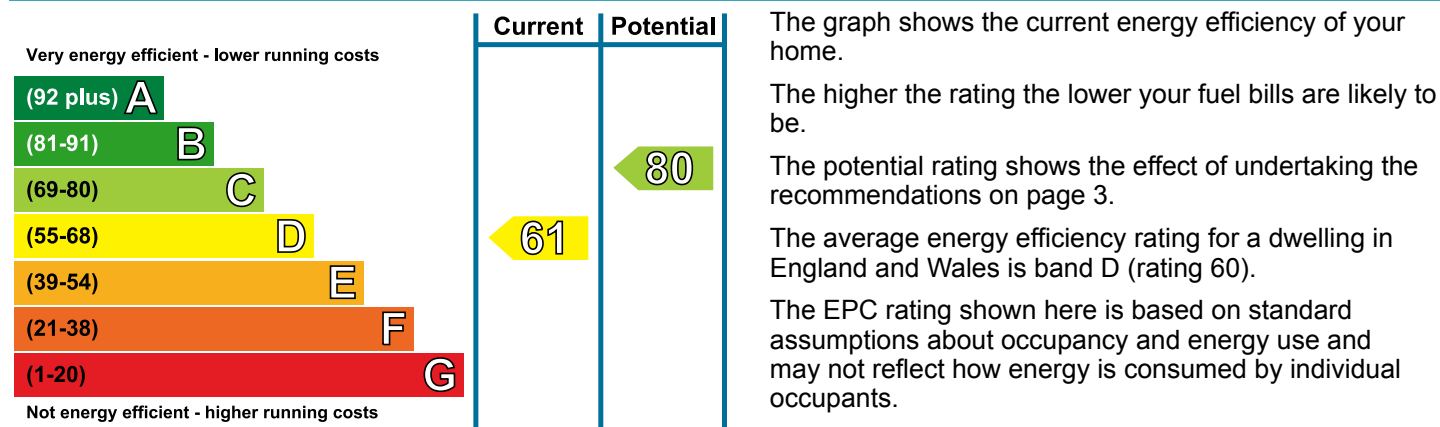 Current Potential
Very energy efficient - lower running costs
(92 plus) A
(81-91) B
(69-80) C
(55-68) D
(39-54) E
(21-38) F
(1-20) G
Not energy efficient - higher running costs
80
61
The graph shows the current energy efficiency of your
home.
The higher the rating the lower your fuel bills are likely to
be.
The potential rating shows the effect of undertaking the
recommendations on page 3.
The average energy efficiency rating for a dwelling in
England and Wales is band D (rating 60).
The EPC rating shown here is based on standard
assumptions about occupancy and energy use and
may not reflect how energy is consumed by individual
occupants.